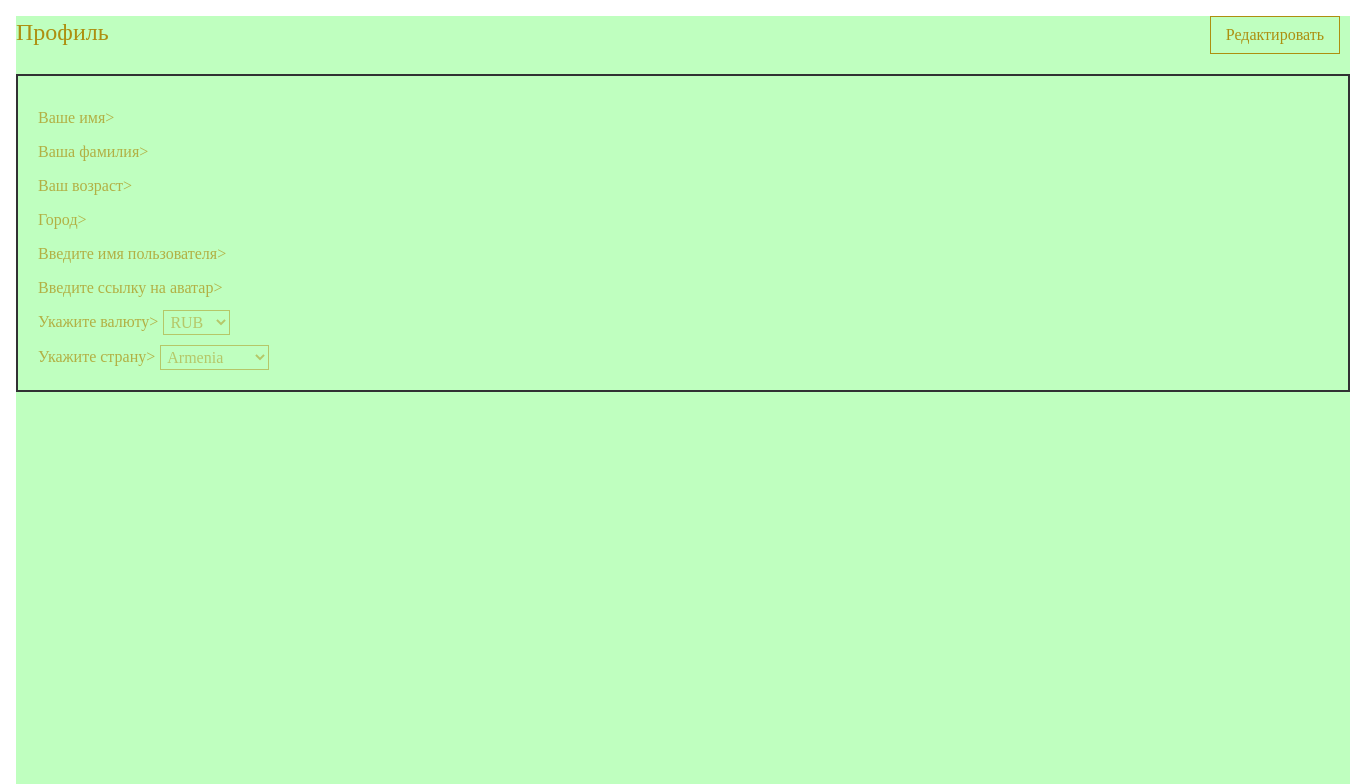 Профиль
Редактировать
Ваше имя>
Ваша фамилия>
Ваш возраст>
Город>
Введите имя пользователя>
Введите ссылку на аватар>
Укажите валюту> RUB
Укажите страну> Armenia